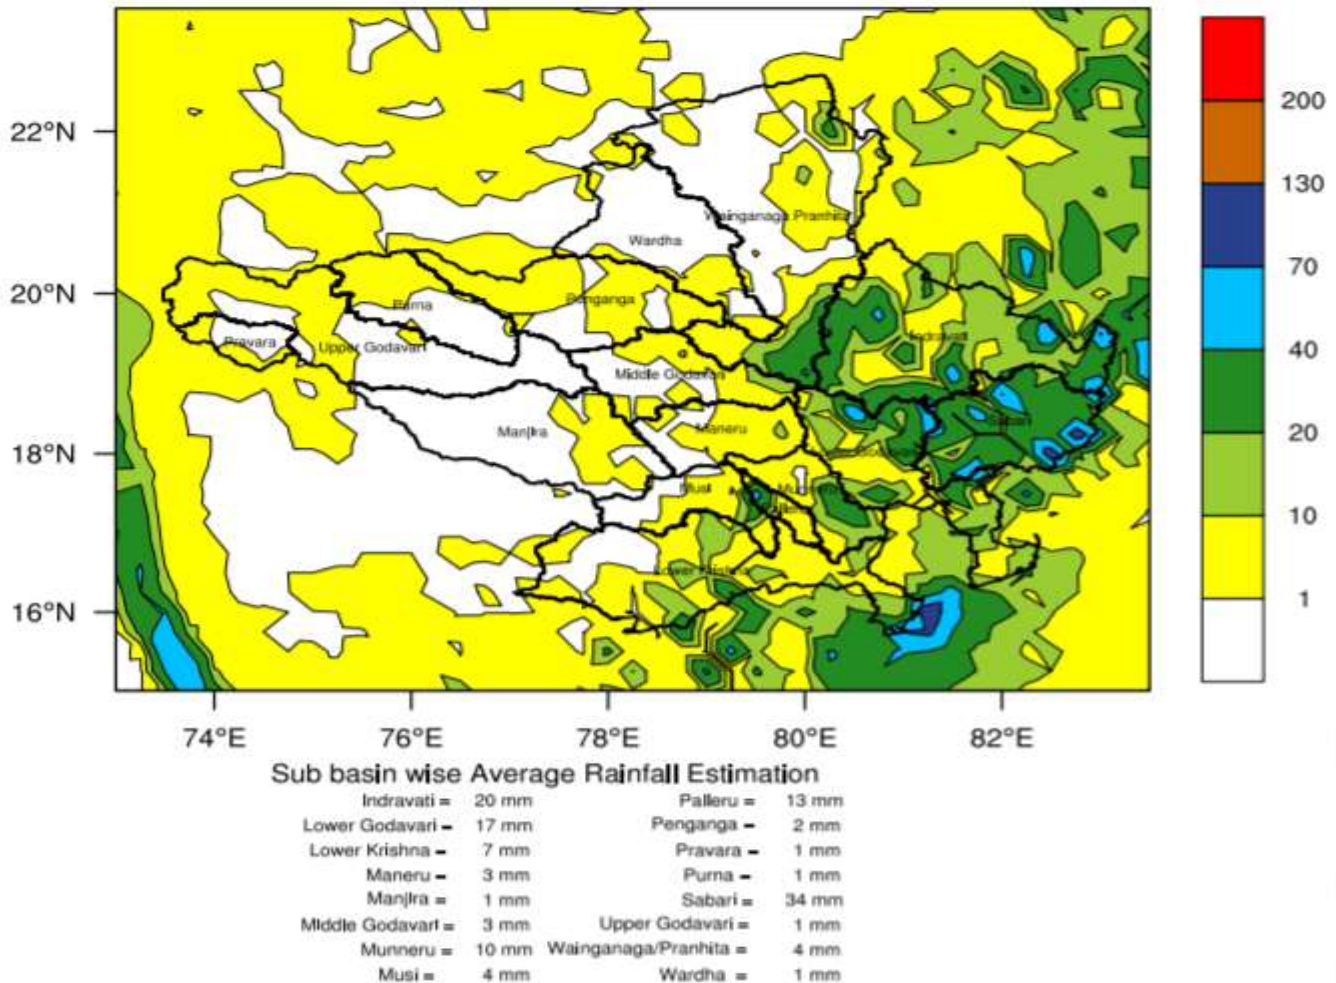 200
130
22°N
70
Wainganaga Pranhita
Wardha
20°N
Purna
Penganga
40
Pravara
Upper Godavari
Indravati
Middle Godavari
20
Sabari
Manjira
Maneru
18°N
Musi
10
Lower Krishna
1
16°N
74°E 76°E 78°E 80°E 82°E
Sub basin wise Average Rainfall Estimation
Indravati = 20 mm Palleru = 13 mm
Lower Godavari = 17 mm Penganga = 2 mm
Lower Krishna = 7 mm Pravara = 1 mm
Maneru = 3 mm Purna = 1 mm
Manjira = 1 mm Sabari = 34 mm
Middle Godavari = 3 mm Upper Godavari = 1 mm
Munneru = 10 mm Wainganaga/Pranhita = 4 mm
Musi = 4 mm Wardha = 1 mm